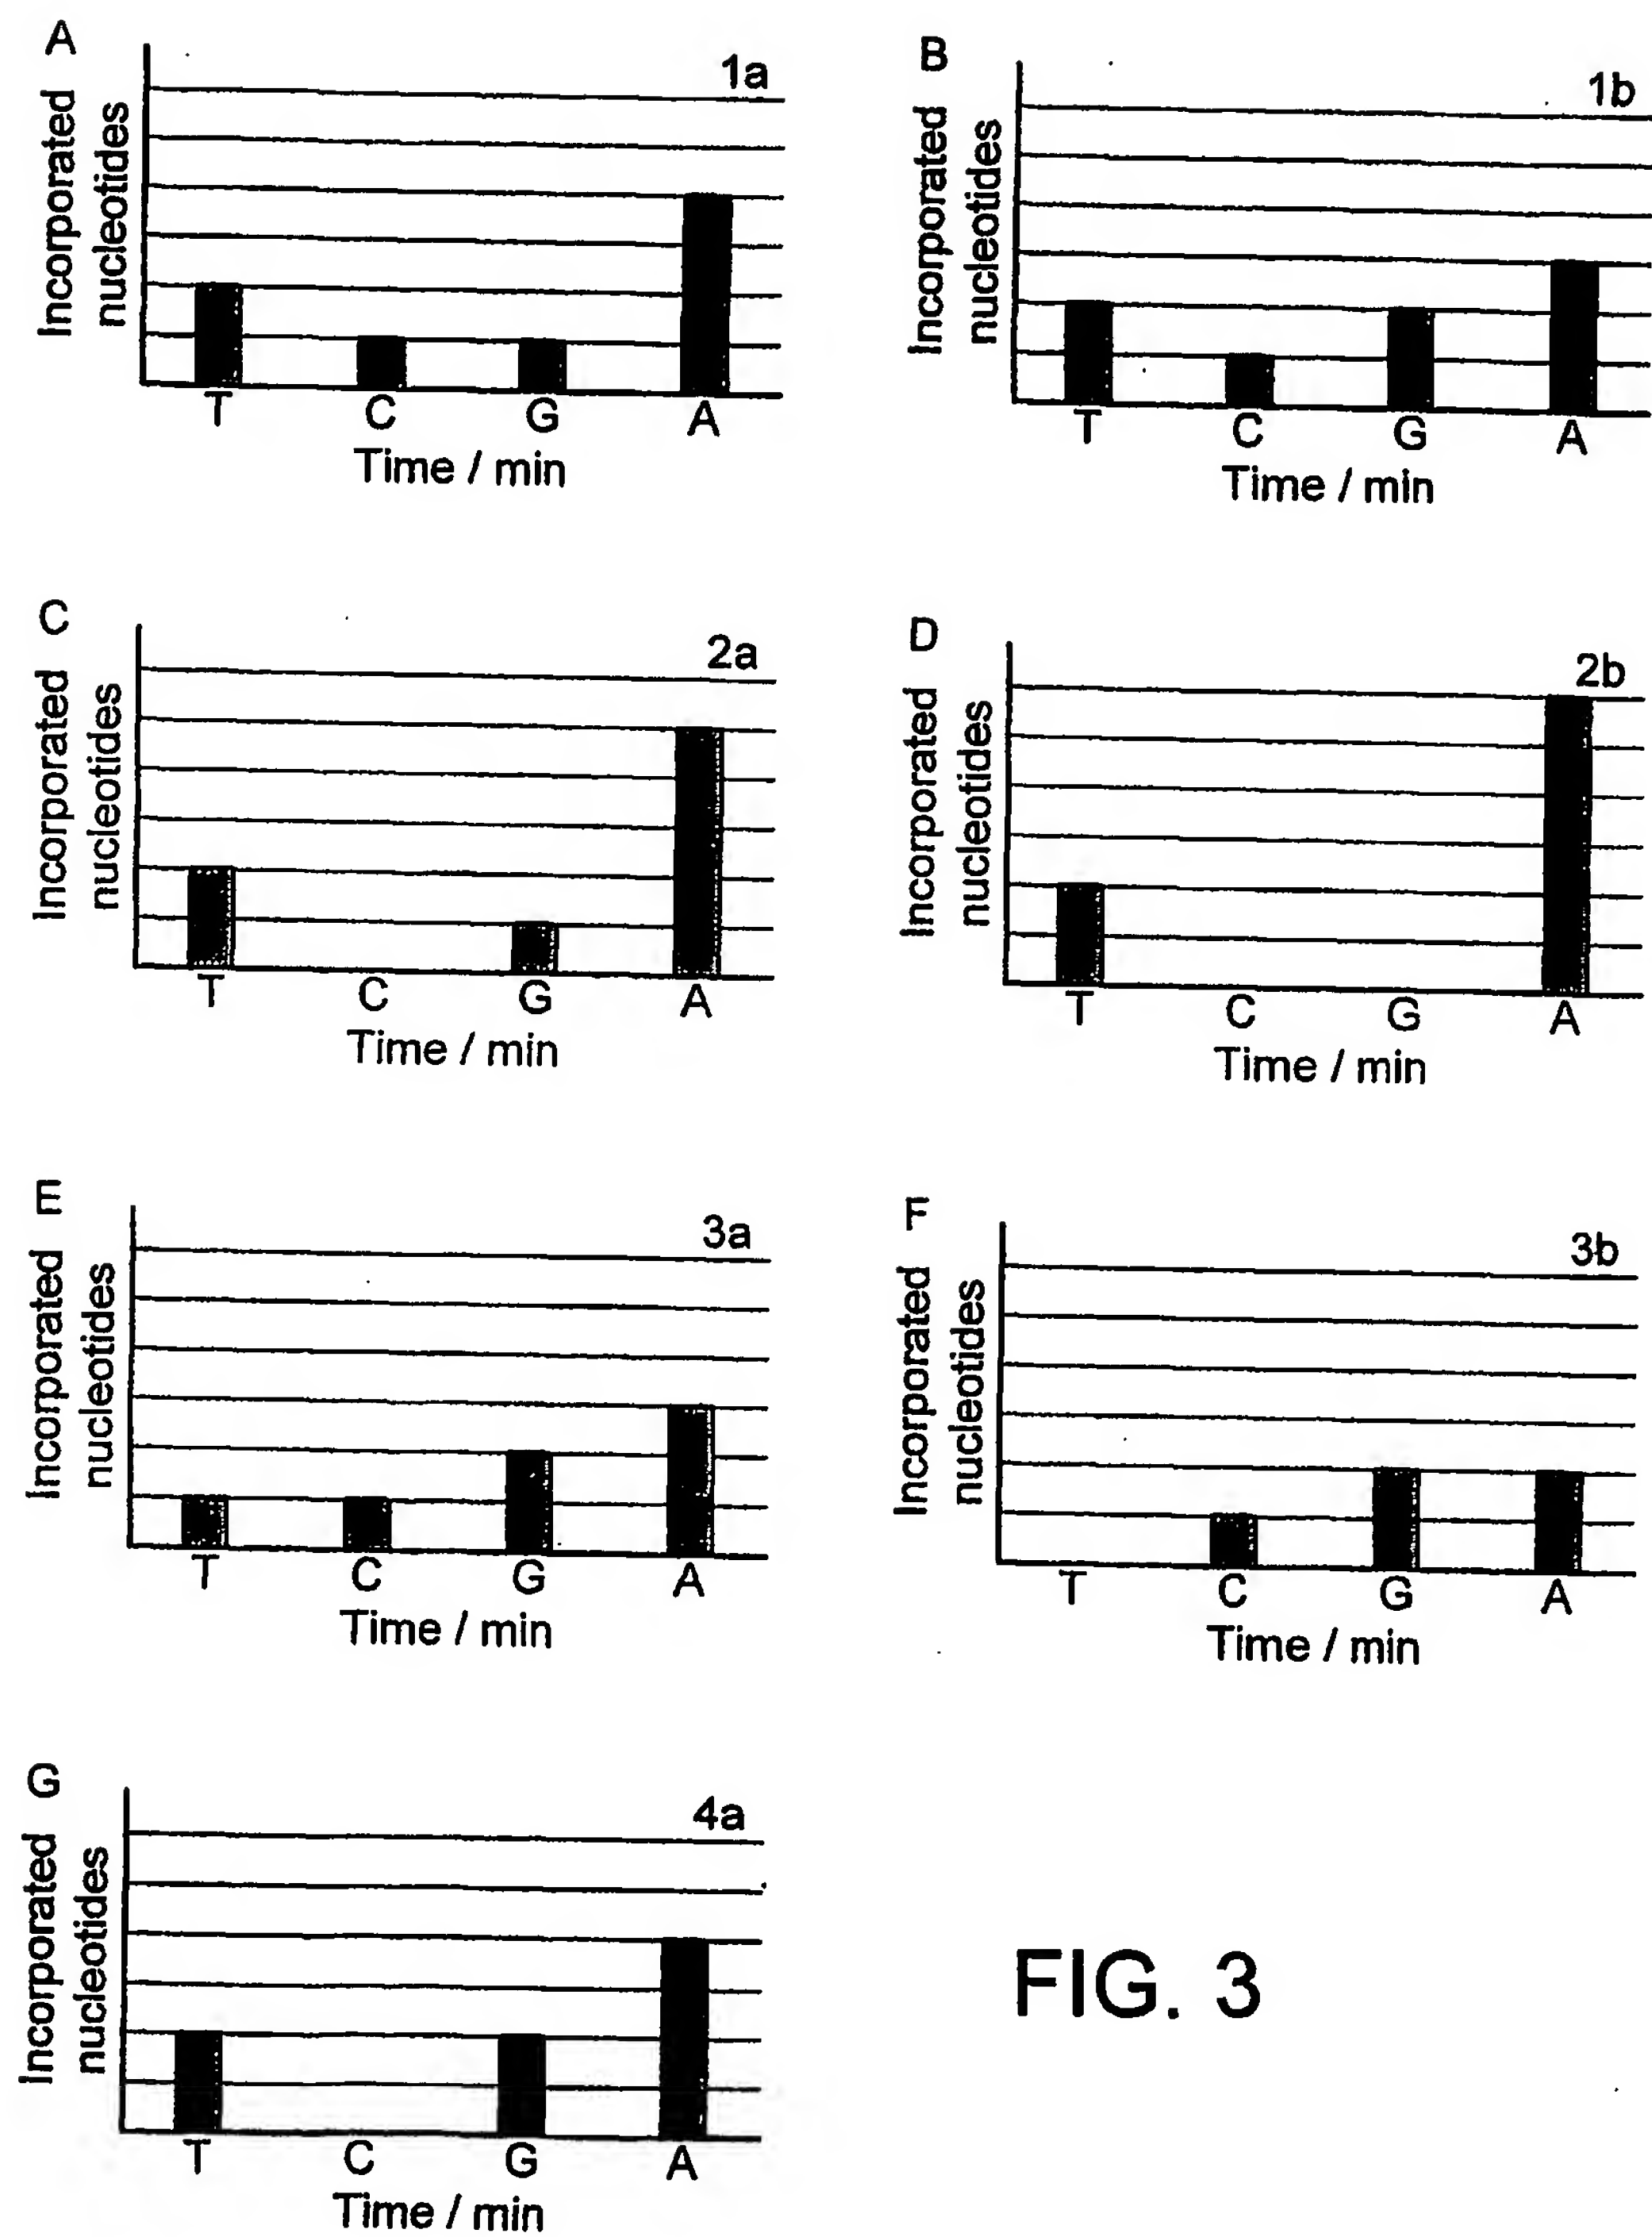 A
1a
Incorporated
nucleotides
T C G A
Time / min
B
1b
Incorporated
nucleotides
T C G A
Time / min
C
2a
Incorporated
nucleotides
T C G A
Time / min
D
2b
Incorporated
nucleotides
T C G A
Time / min
E
3a
Incorporated
nucleotides
T C G A
Time / min
F
3b
Incorporated
nucleotides
T C G A
Time / min
G
4a
Incorporated
nucleotides
T C G A
Time / min
FIG. 3